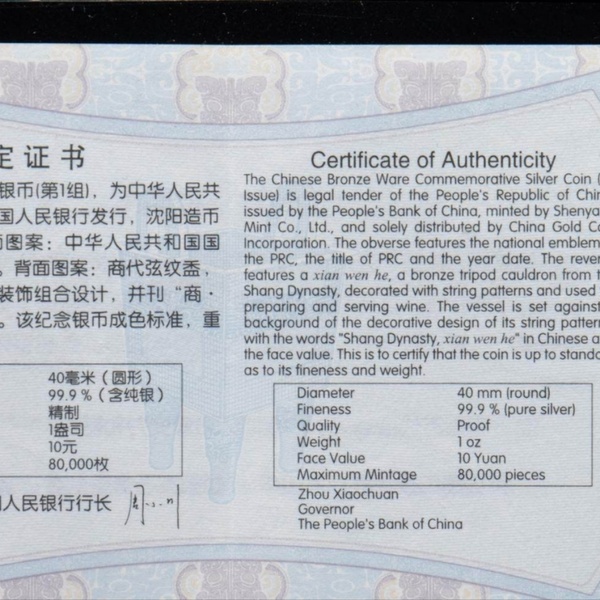 定证书
银币(第1组), 为中华人民共
国人民银行发行, 沈阳造币
面图案: 中华人民共和国国
。背面图案: 商代弦纹盉,
装饰组合设计, 并刊“商·
。该纪念银币成色标准, 重
40毫米 (圆形)
99.9% (含纯银)
精制
1盎司
10元
80,000枚
人民银行行长
Certificate of Authenticity
The Chinese Bronze Ware Commemorative Silver Coin (
Issue) is legal tender of the People's Republic of Chin
issued by the People's Bank of China, minted by Shenya
Mint Co., Ltd., and solely distributed by China Gold Co
Incorporation. The obverse features the national emblem
the PRC, the title of PRC and the year date. The rever
features a xian wen he, a bronze tripod cauldron from t
Shang Dynasty, decorated with string patterns and used
preparing and serving wine. The vessel is set against
background of the decorative design of its string pattern
with the words "Shang Dynasty, xian wen he" in Chinese a
the face value. This is to certify that the coin is up to standa
as to its fineness and weight.
Diameter 40 mm (round)
Fineness 99.9 % (pure silver)
Quality Proof
Weight 1 oz
Face Value 10 Yuan
Maximum Mintage 80,000 pieces
Zhou Xiaochuan
Governor
The People's Bank of China